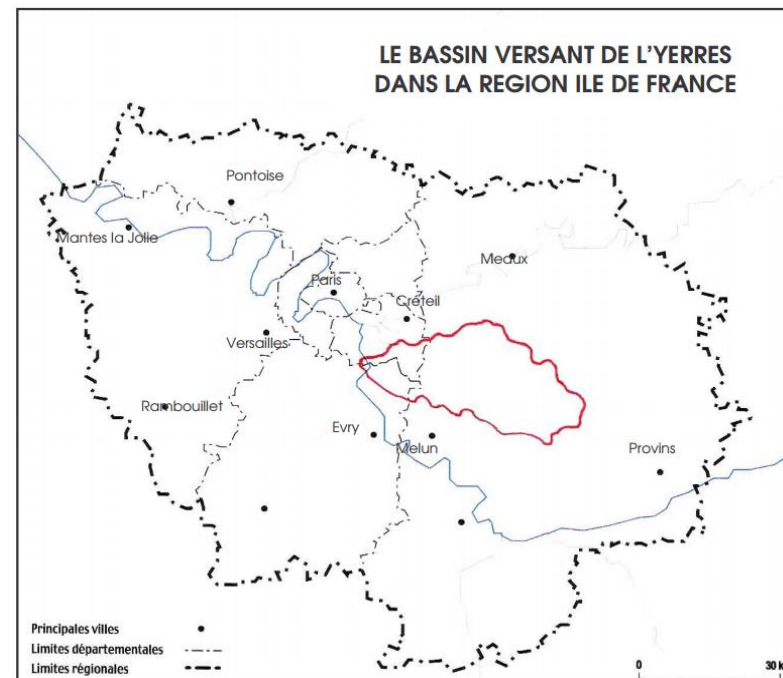 LE BASSIN VERSANT DE L'YERRES
DANS LA REGION ILE DE FRANCE
Pontoise
Mantes la Jolie
Meaux
Paris
Créteil
Versailles
Rambouillet
Evry
Melun
Provins
Principales villes
Limites départementales
Limites régionales
0 30 k